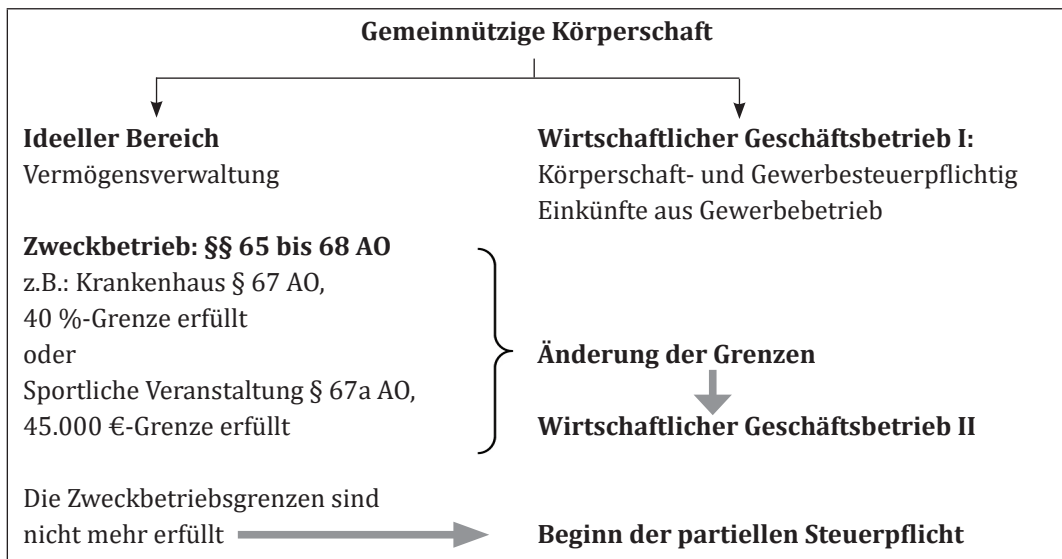 Gemeinnützige Körperschaft
Ideeller Bereich
Vermögensverwaltung
Wirtschaftlicher Geschäftsbetrieb I:
Körperschaft- und Gewerbesteuerpflichtig
Einkünfte aus Gewerbebetrieb
Zweckbetrieb: §§ 65 bis 68 AO
z.B.: Krankenhaus § 67 AO,
40 %-Grenze erfüllt
oder
Sportliche Veranstaltung § 67a AO,
45.000 €-Grenze erfüllt
Änderung der Grenzen
Wirtschaftlicher Geschäftsbetrieb II
Die Zweckbetriebsgrenzen sind
nicht mehr erfüllt
Beginn der partiellen Steuerpflicht